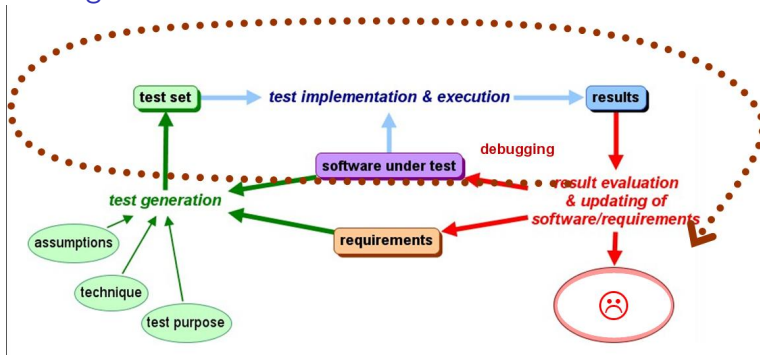 test set
test implementation & execution
results
debugging
software under test
result evaluation
& updating of
software/requirements
test generation
requirements
assumptions
technique
test purpose